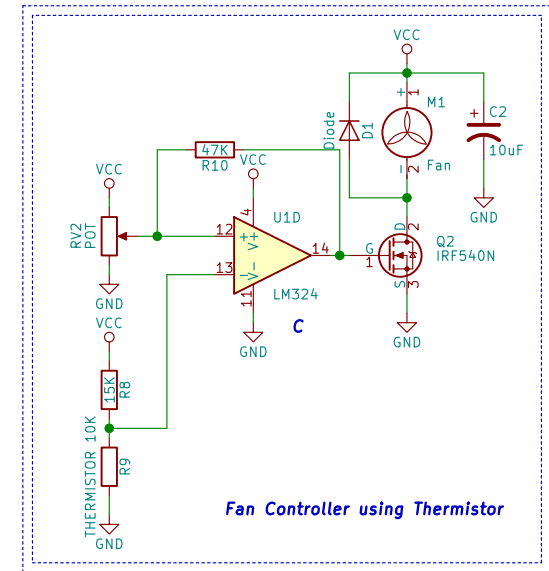 VCC
+
1
M1
Diode
D1
+
C2
10uF
2
−
Fan
GND
47K
R10
VCC
VCC
4
U1D
RV2
POT
12
+
V+
14
13
−
V−
11
LM324
G
1
D
2
Q2
IRF540N
S
3
GND
GND
VCC
C
GND
15K
R8
THERMISTOR 10K
R9
GND
Fan Controller using Thermistor